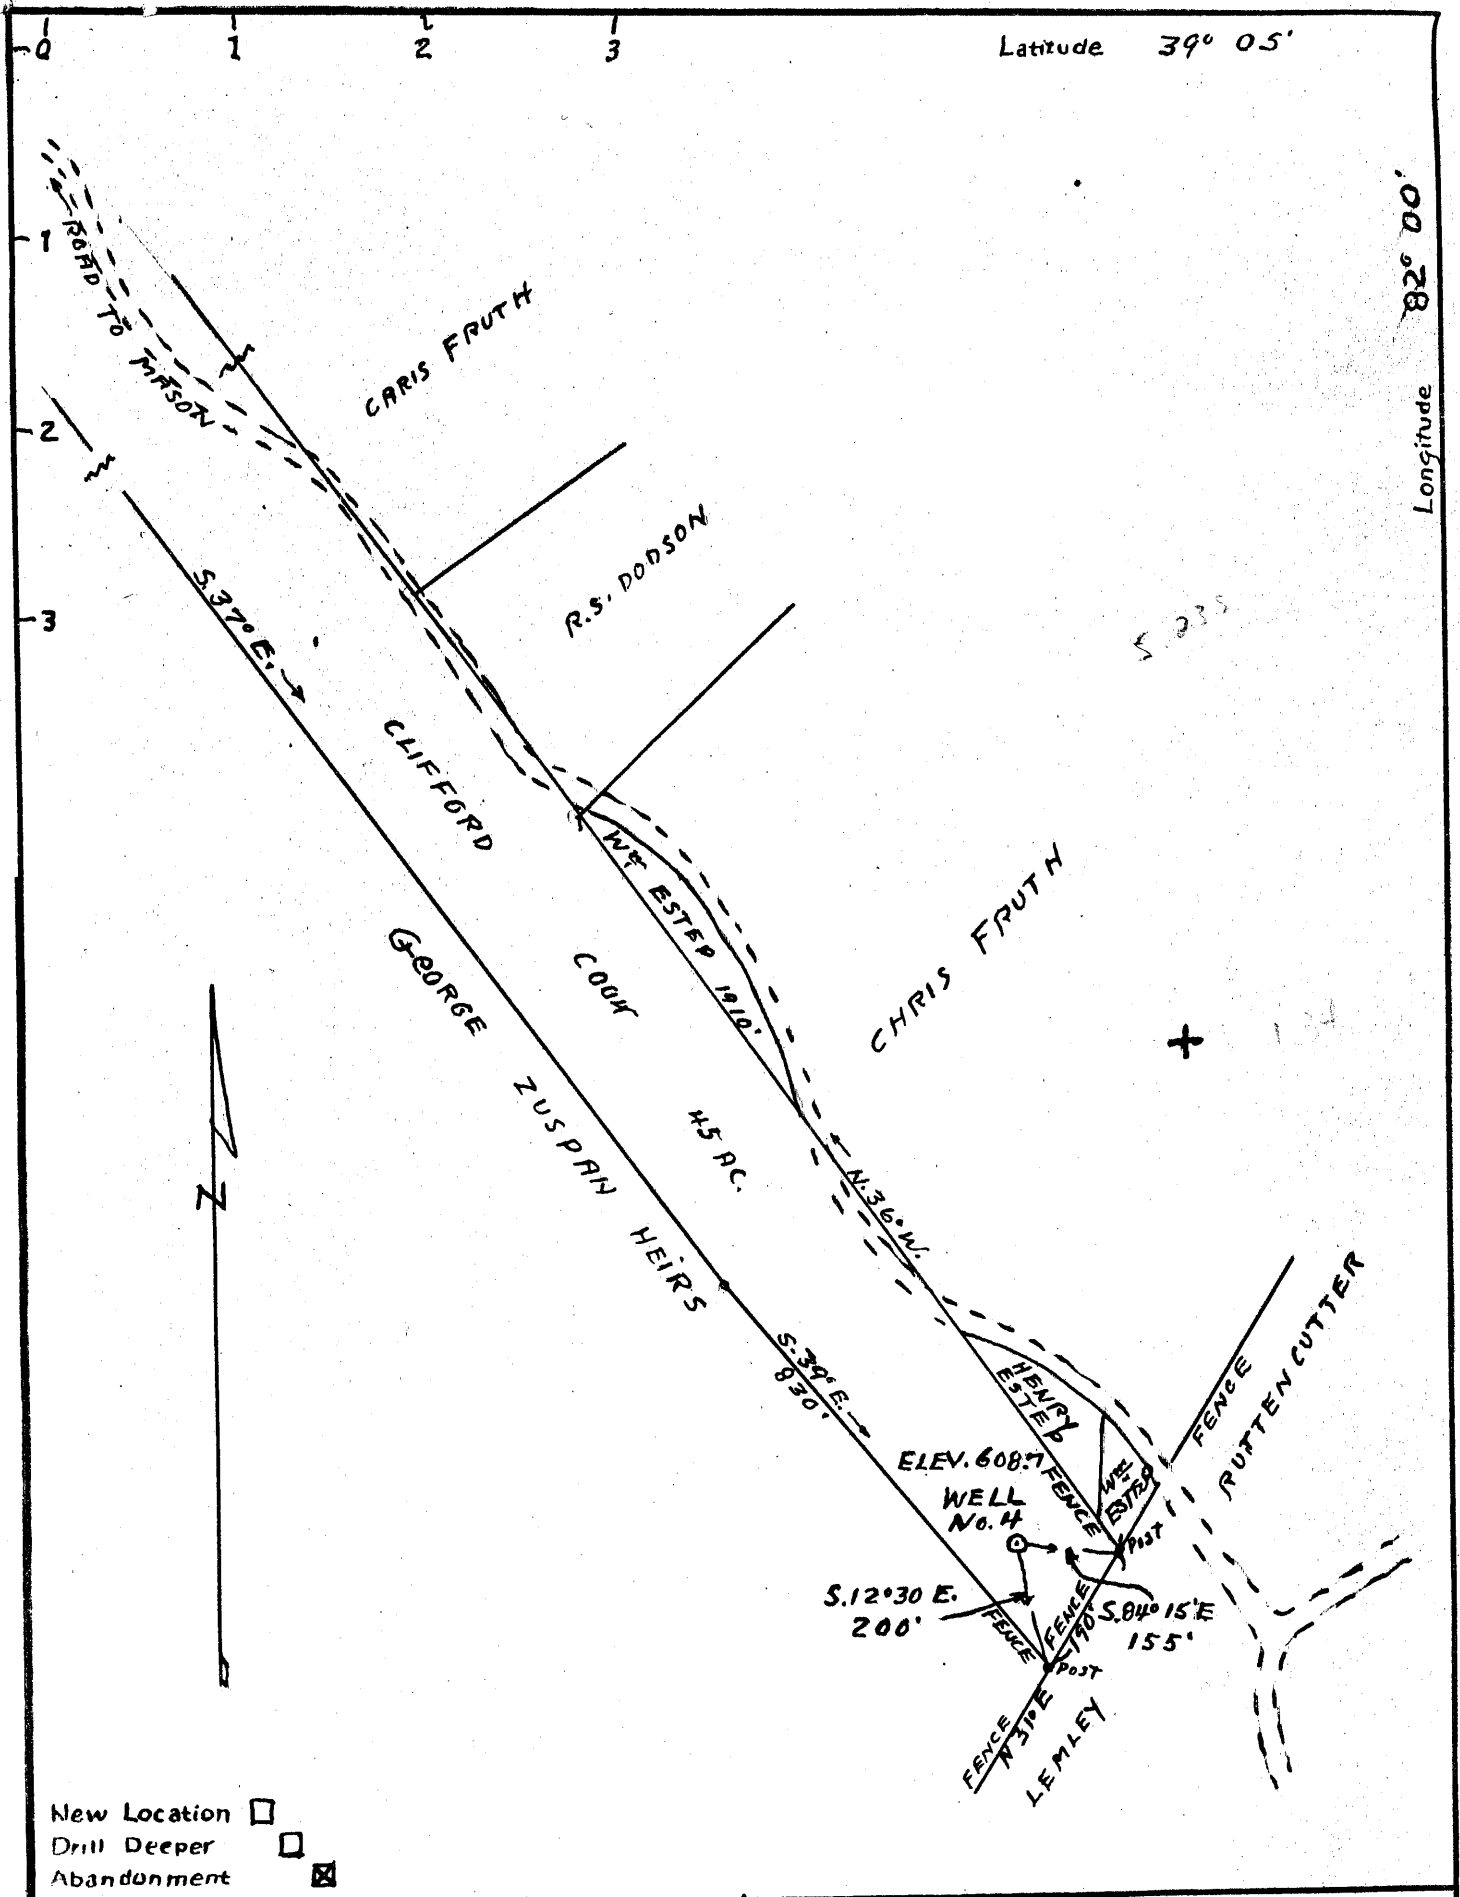 0 1 2 3 Latitude 39° 05'
1
2
3
Longitude 82° 00'
ROAD TO MASON
CARIS FRUTH
R.S. DODSON
S.37° E.
CLIFFORD
COOK
45 AC.
Wm ESTEP 1910'
GEORGE ZUSPAN HEIRS
CHRIS FRUTH
N.36° W.
Z
S.39° E.
830'
HENRY
ESTEP
Wm
ESTEP
FENCE
RUTTENCUTTER
ELEV. 608.7
FENCE
WELL
No. 4
POST
S.12°30 E.
200'
S.84° 15' E
155'
FENCE
FENCE
190'
POST
FENCE
N 31° E
LEMLEY
New Location
Drill Deeper
Abandonment